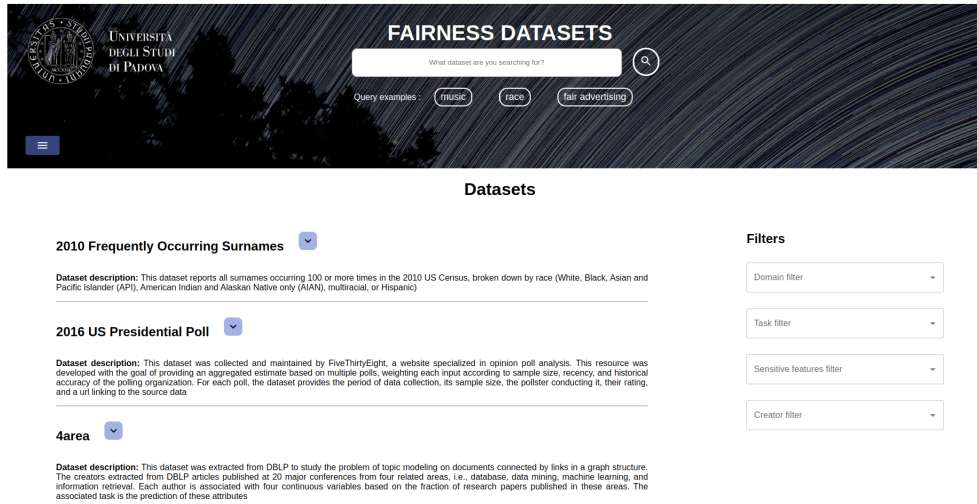 UNIVERSITÀ
DEGLI STUDI
DI PADOVA
FAIRNESS DATASETS
What dataset are you searching for?
Query examples : music race fair advertising
Datasets
2010 Frequently Occurring Surnames
Dataset description: This dataset reports all surnames occurring 100 or more times in the 2010 US Census, broken down by race (White, Black, Asian and
Pacific Islander (API), American Indian and Alaskan Native only (AIAN), multiracial, or Hispanic)
2016 US Presidential Poll
Dataset description: This dataset was collected and maintained by FiveThirtyEight, a website specialized in opinion poll analysis. This resource was
developed with the goal of providing an aggregated estimate based on multiple polls, weighting each input according to sample size, recency, and historical
accuracy of the polling organization. For each poll, the dataset provides the period of data collection, its sample size, the pollster conducting it, their rating,
and a url linking to the source data
4area
Dataset description: This dataset was extracted from DBLP to study the problem of topic modeling on documents connected by links in a graph structure.
The creators extracted from DBLP articles published at 20 major conferences from four related areas, i.e., database, data mining, machine learning, and
information retrieval. Each author is associated with four continuous variables based on the fraction of research papers published in these areas. The
associated task is the prediction of these attributes
Filters
Domain filter
Task filter
Sensitive features filter
Creator filter